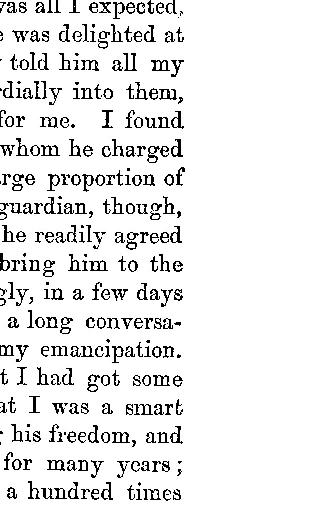 was all I expected,
e was delighted at
told him all my
dially into them,
for me. I found
whom he charged
rge proportion of
guardian, though,
he readily agreed
bring him to the
gly, in a few days
a long conversa-
my emancipation.
t I had got some
at I was a smart
his freedom, and
for many years;
a hundred times